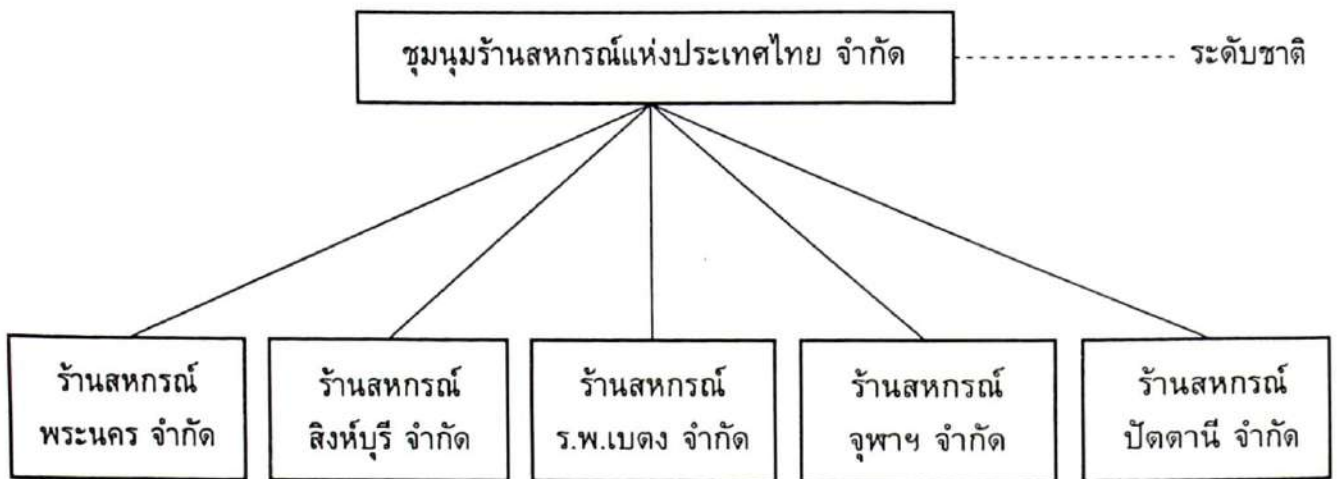 ชุมนุมร้านสหกรณ์แห่งประเทศไทย จำกัด
ระดับชาติ
ร้านสหกรณ์
พระนคร จำกัด
ร้านสหกรณ์
สิงห์บุรี จำกัด
ร้านสหกรณ์
ร.พ.เบตง จำกัด
ร้านสหกรณ์
จุฬาฯ จำกัด
ร้านสหกรณ์
ปัตตานี จำกัด